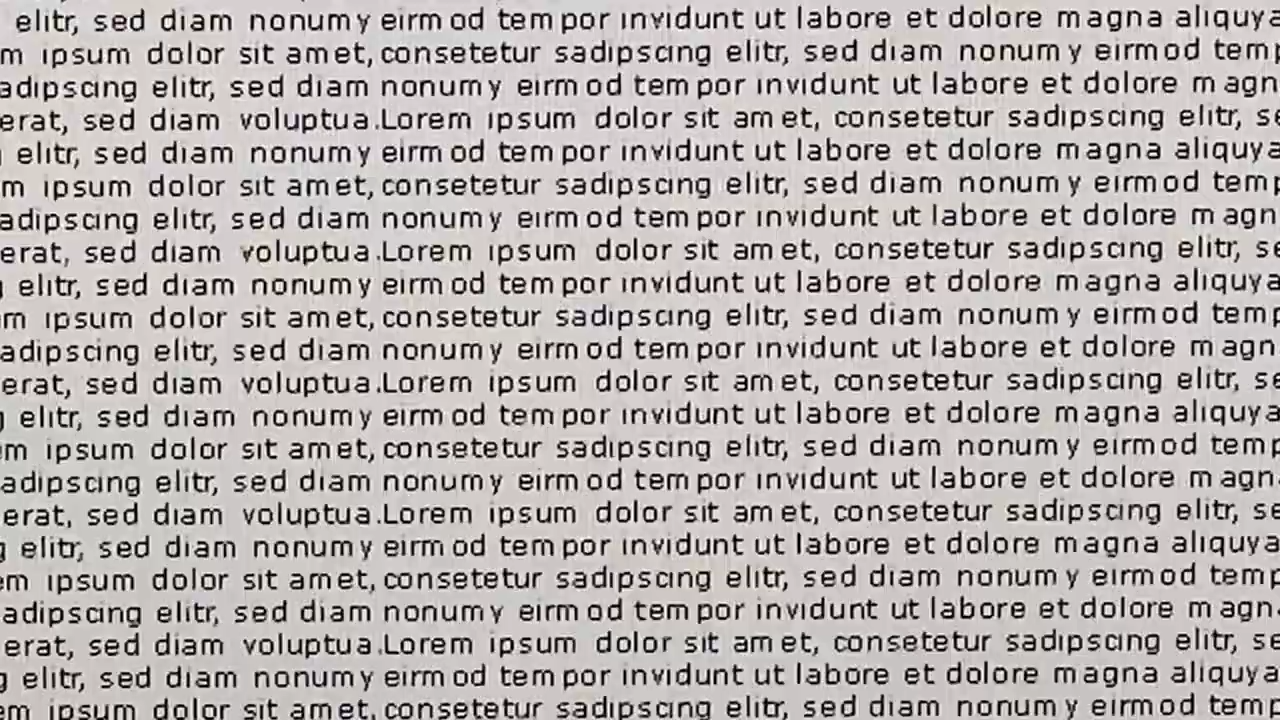 elitr, sed diam nonumy eirmod tempor invidunt ut labore et dolore magna aliquya
m ipsum dolor sit amet, consetetur sadipscing elitr, sed diam nonumy eirmod temp
adipscing elitr, sed diam nonumy eirmod tempor invidunt ut labore et dolore magn
erat, sed diam voluptua.Lorem ipsum dolor sit amet, consetetur sadipscing elitr, se
elitr, sed diam nonumy eirmod tempor invidunt ut labore et dolore magna aliquya
m ipsum dolor sit amet, consetetur sadipscing elitr, sed diam nonumy eirmod temp
adipscing elitr, sed diam nonumy eirmod tempor invidunt ut labore et dolore magn
erat, sed diam voluptua.Lorem ipsum dolor sit amet, consetetur sadipscing elitr, se
elitr, sed diam nonumy eirmod tempor invidunt ut labore et dolore magna aliquya
m ipsum dolor sit amet, consetetur sadipscing elitr, sed diam nonumy eirmod temp
adipscing elitr, sed diam nonumy eirmod tempor invidunt ut labore et dolore magn
erat, sed diam voluptua.Lorem ipsum dolor sit amet, consetetur sadipscing elitr, se
g elitr, sed diam nonumy eirmod tempor invidunt ut labore et dolore magna aliquya
m ipsum dolor sit amet, consetetur sadipscing elitr, sed diam nonumy eirmod temp
adipscing elitr, sed diam nonumy eirmod tempor invidunt ut labore et dolore magn
erat, sed diam voluptua.Lorem ipsum dolor sit amet, consetetur sadipscing elitr, se
g elitr, sed diam nonumy eirmod tempor invidunt ut labore et dolore magna aliquya
em ipsum dolor sit amet, consetetur sadipscing elitr, sed diam nonumy eirmod temp
adipscing elitr, sed diam nonumy eirmod tempor invidunt ut labore et dolore magn
erat, sed diam voluptua.Lorem ipsum dolor sit amet, consetetur sadipscing elitr, se
g elitr, sed diam nonumy eirmod tempor invidunt ut labore et dolore magna aliquya
em ipsum dolor sit amet, consetetur sadipscing elitr, sed diam nonumy eirmod temp